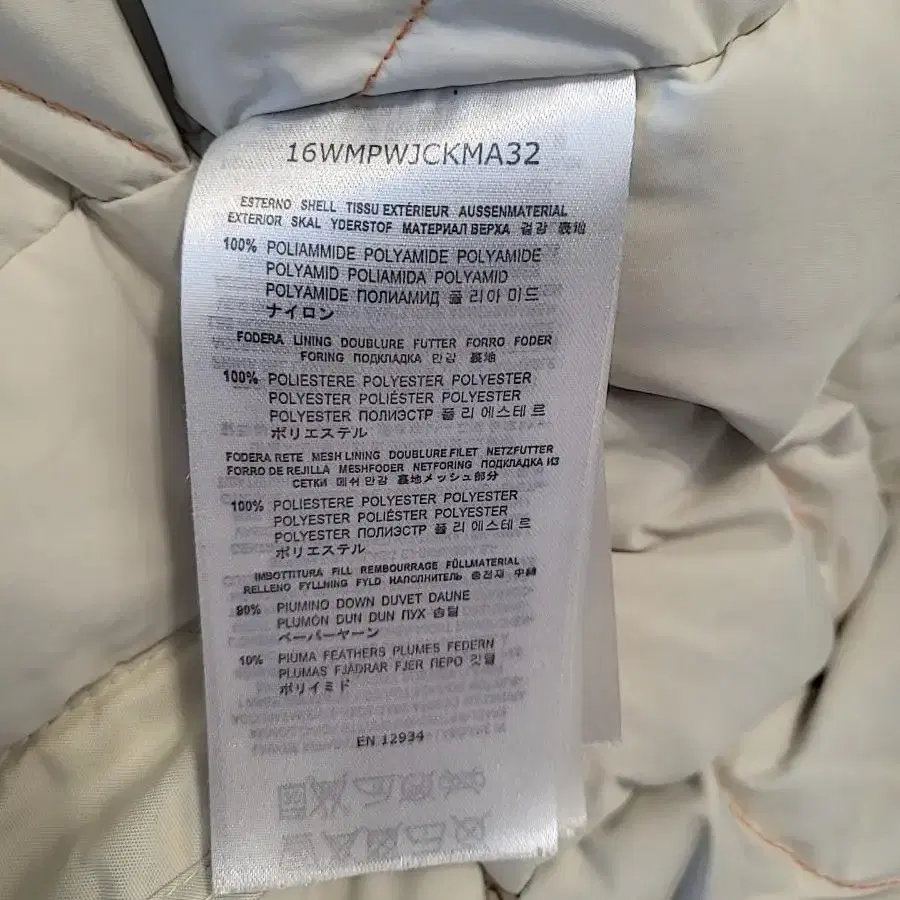 16WMPWJCKMA32
ESTERNO SHELL TISSU EXTÉRIEUR AUSSENMATERIAL
EXTERIOR SKAL YDERSTOF МАТЕРИАЛ ВЕРХА 겉감 表地
100% POLIAMMIDE POLYAMIDE POLYAMIDE
POLYAMID POLIAMIDA POLYAMID
POLYAMIDE ПОЛИАМИД 폴리아미드
ナイロン
FODERA LINING DOUBLURE FUTTER FORRO FODER
FORING ПОДКЛАДКА 안감 裏地
100% POLIESTERE POLYESTER POLYESTER
POLYESTER POLIÉSTER POLYESTER
POLYESTER ПОЛИЭСТР 폴리에스테르
ポリエステル
FODERA RETE MESH LINING DOUBLURE FILET NETZFUTTER
FORRO DE REJILLA MESHFODER NETFORING ПОДКЛАДКА ИЗ
СЕТКИ 메쉬 안감 裏地メッシュ部分
100% POLIESTERE POLYESTER POLYESTER
POLYESTER POLIÉSTER POLYESTER
POLYESTER ПОЛИЭСТР 폴리에스테르
ポリエステル
IMBOTTITURA FILL REMBOURRAGE FÜLLMATERIAL
RELLENO FYLLNING FYLD НАПОЛНИТЕЛЬ 충전재 中綿
90% PIUMINO DOWN DUVET DAUNE
PLUMÓN DUN DUN ПУХ 솜털
ペーパーヤーン
10% PIUMA FEATHERS PLUMES FEDERN
PLUMAS FJÄDRAR FJER ПЕРО 깃털
ポリイミド
EN 12934